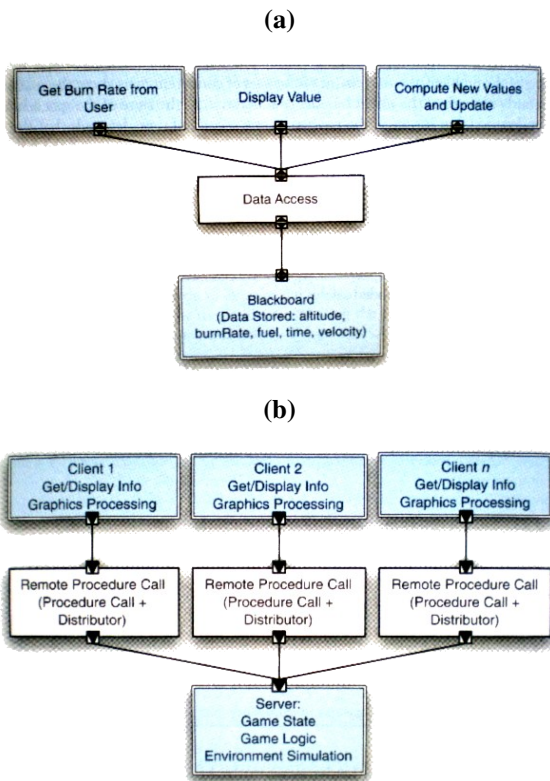 (a)
Get Burn Rate from
User
Display Value
Compute New Values
and Update
Data Access
Blackboard
(Data Stored: altitude,
burnRate, fuel, time, velocity)
(b)
Client 1
Get/Display Info
Graphics Processing
Client 2
Get/Display Info
Graphics Processing
Client n
Get/Display Info
Graphics Processing
Remote Procedure Call
(Procedure Call +
Distributor)
Remote Procedure Call
(Procedure Call +
Distributor)
Remote Procedure Call
(Procedure Call +
Distributor)
Server:
Game State
Game Logic
Environment Simulation